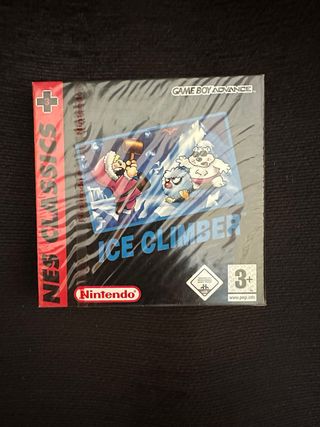 GAME BOY ADVANCE
NES CLASSICS
ICE CLIMBER
Nintendo
3+
www.pegi.info